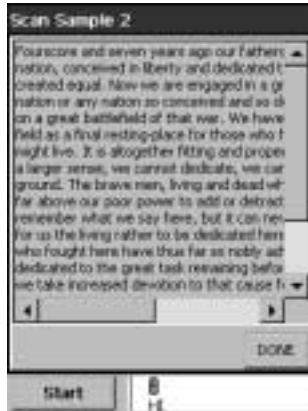 Scan Sample 2
Fourscore and seven years ago our fathers
nation, conceived in liberty and dedicated t
created equal. Now we are engaged in a gr
nation or any nation so conceived and so de
on a great battlefield of that war. We have
field as a final resting-place for those who h
might live. It is altogether fitting and proper
a larger sense, we cannot dedicate, we can
ground. The brave men, living and dead wh
far above our poor power to add or detract
remember what we say here, but it can nev
for us the living rather to be dedicated here
who fought here have thus far so nobly adv
dedicated to the great task remaining befo
we take increased devotion to that cause f
DONE
Start